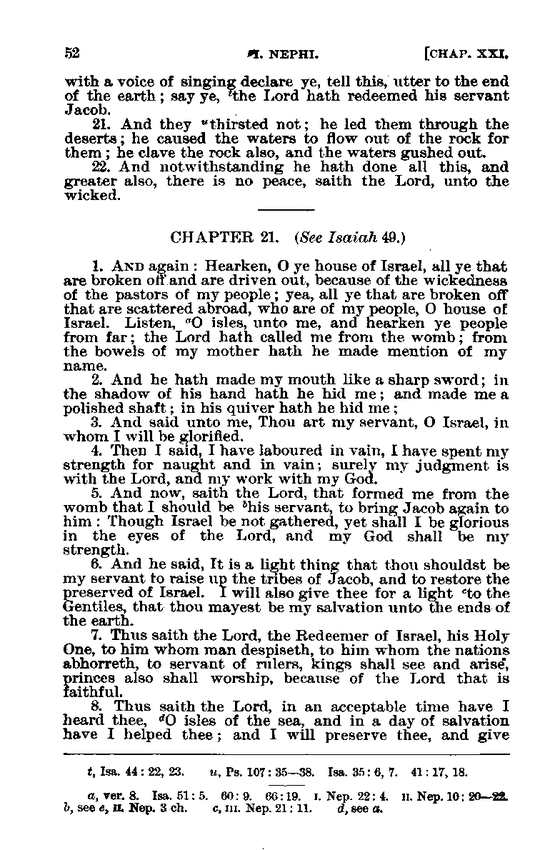 52 I. NEPHI. [CHAP. XXI.
with a voice of singing declare ye, tell this, utter to the end
of the earth; say ye, ᵗthe Lord hath redeemed his servant
Jacob.
21. And they ᵘthirsted not; he led them through the
deserts; he caused the waters to flow out of the rock for
them; he clave the rock also, and the waters gushed out.
22. And notwithstanding he hath done all this, and
greater also, there is no peace, saith the Lord, unto the
wicked.
CHAPTER 21. (See Isaiah 49.)
1. AND again: Hearken, O ye house of Israel, all ye that
are broken off and are driven out, because of the wickedness
of the pastors of my people; yea, all ye that are broken off
that are scattered abroad, who are of my people, O house of
Israel. Listen, ᵃO isles, unto me, and hearken ye people
from far; the Lord hath called me from the womb; from
the bowels of my mother hath he made mention of my
name.
2. And he hath made my mouth like a sharp sword; in
the shadow of his hand hath he hid me; and made me a
polished shaft; in his quiver hath he hid me;
3. And said unto me, Thou art my servant, O Israel, in
whom I will be glorified.
4. Then I said, I have laboured in vain, I have spent my
strength for naught and in vain; surely my judgment is
with the Lord, and my work with my God.
5. And now, saith the Lord, that formed me from the
womb that I should be ᵇhis servant, to bring Jacob again to
him: Though Israel be not gathered, yet shall I be glorious
in the eyes of the Lord, and my God shall be my
strength.
6. And he said, It is a light thing that thou shouldst be
my servant to raise up the tribes of Jacob, and to restore the
preserved of Israel. I will also give thee for a light ᶜto the
Gentiles, that thou mayest be my salvation unto the ends of
the earth.
7. Thus saith the Lord, the Redeemer of Israel, his Holy
One, to him whom man despiseth, to him whom the nations
abhorreth, to servant of rulers, kings shall see and arise,
princes also shall worship, because of the Lord that is
faithful.
8. Thus saith the Lord, in an acceptable time have I
heard thee, ᵈO isles of the sea, and in a day of salvation
have I helped thee; and I will preserve thee, and give
t, Isa. 44: 22, 23. u, Ps. 107: 35—38. Isa. 35: 6, 7. 41: 17, 18.
a, ver. 8. Isa. 51: 5. 60: 9. 66: 19. I. Nep. 22: 4. II. Nep. 10: 20—22.
b, see e, II. Nep. 3 ch. c, III. Nep. 21: 11. d, see a.